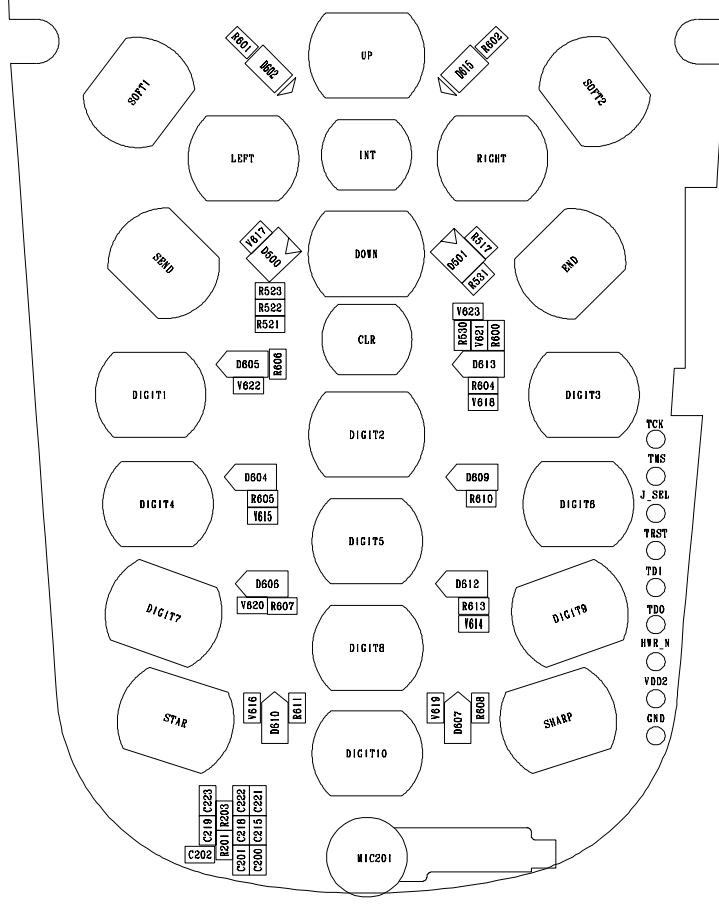 R601
D602
UP
D615
R602
SOFT1
SOFT2
LEFT
INT
RIGHT
V617
D500
DOWN
D501
R517
R531
SEND
END
R523
R522
R521
V623
R530
V621
R600
CLR
D605
R606
V622
D613
R604
V618
DIGIT1
DIGIT2
DIGIT3
TCK
TMS
J_SEL
TRST
TDI
TDO
HWR_N
VDD2
GND
D604
R605
V615
D609
R610
DIGIT4
DIGIT5
DIGIT6
D606
V620
R607
D612
R613
V614
DIGIT7
DIGIT8
DIGIT9
V616
D610
R611
V619
D607
R608
STAR
DIGIT10
SHARP
C223
R203
C222
C221
C219
R201
C218
C215
C202
C201
C200
MIC201